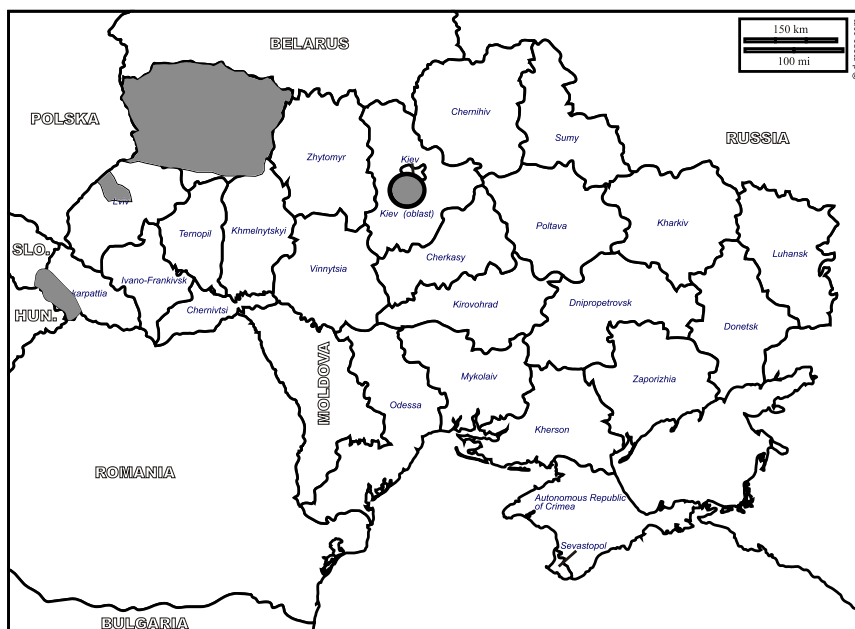 BELARUS
150 km
100 mi
POLSKA
Chernihiv
Sumy
RUSSIA
Zhytomyr
Kiev
Lviv
Kiev (oblast)
Ternopil
Khmelnytskyi
Poltava
Kharkiv
SLO.
Vinnytsia
Cherkasy
Luhansk
Ivano-Frankivsk
karpattia
HUN.
Chernivtsi
Kirovohrad
Dnipropetrovsk
Donetsk
MOLDOVA
Odessa
Mykolaiv
Zaporizhia
Kherson
ROMANIA
Autonomous Republic
of Crimea
Sevastopol
BULGARIA